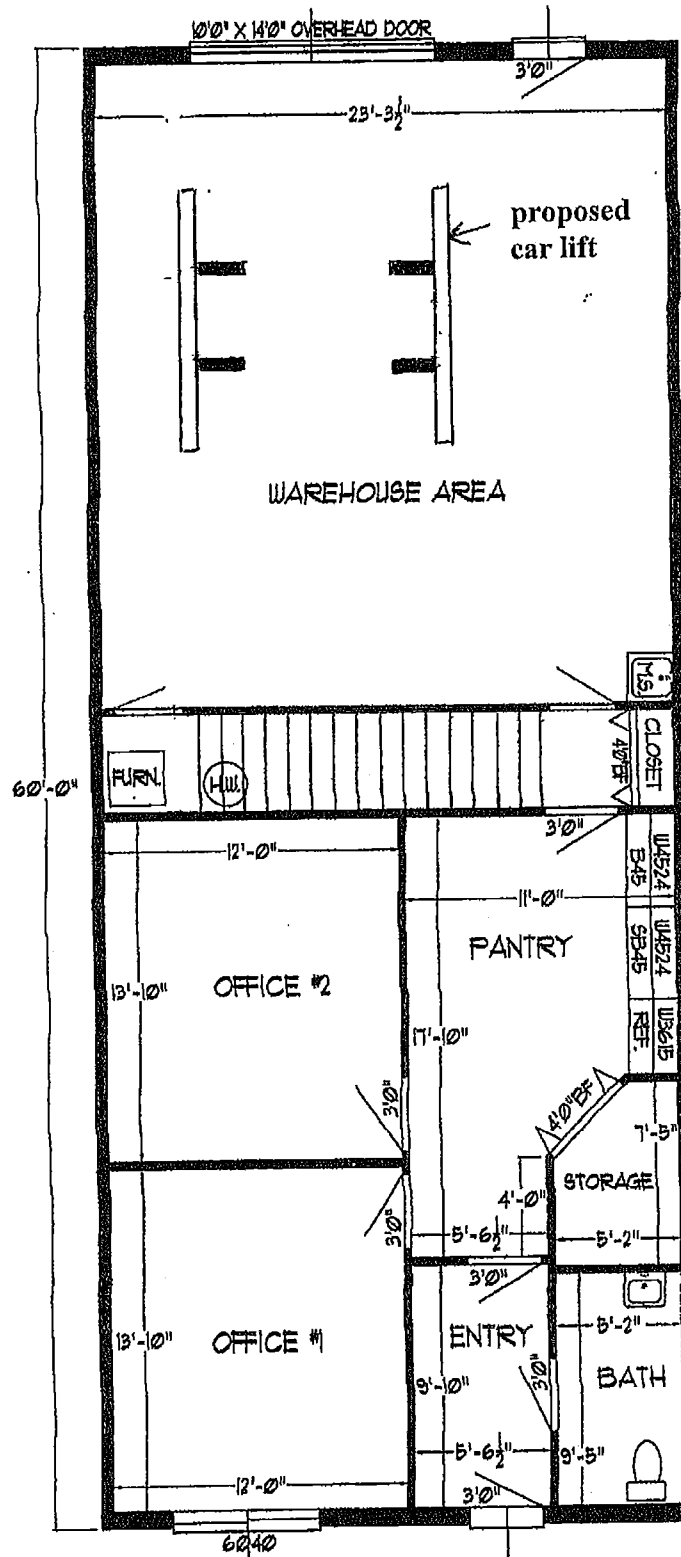 10'0" X 14'0" OVERHEAD DOOR
3'0"
23'-3½"
proposed
car lift
WAREHOUSE AREA
M.S.
CLOSET
4'0" BF
FURN.
H.W.
60'-0"
3'0"
12'-0"
11'-0"
W4524
B45
W4524
SB45
W3615
REF.
PANTRY
OFFICE #2
13'-10"
17'-10"
3'0"
4'0" BF
7'-5"
STORAGE
4'-0"
3'0"
5'-6½"
5'-2"
3'0"
13'-10"
OFFICE #1
ENTRY
5'-2"
3'0"
BATH
9'-10"
5'-6½"
9'-5"
12'-0"
3'0"
6040